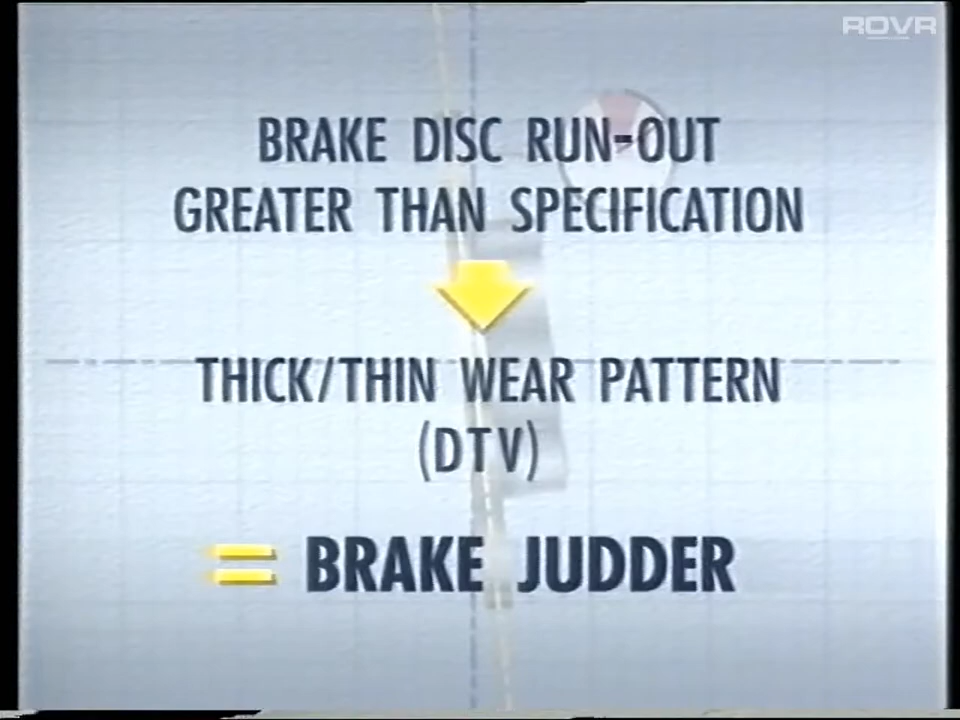 ROVR
BRAKE DISC RUN-OUT
GREATER THAN SPECIFICATION
THICK/THIN WEAR PATTERN
(DTV)
= BRAKE JUDDER